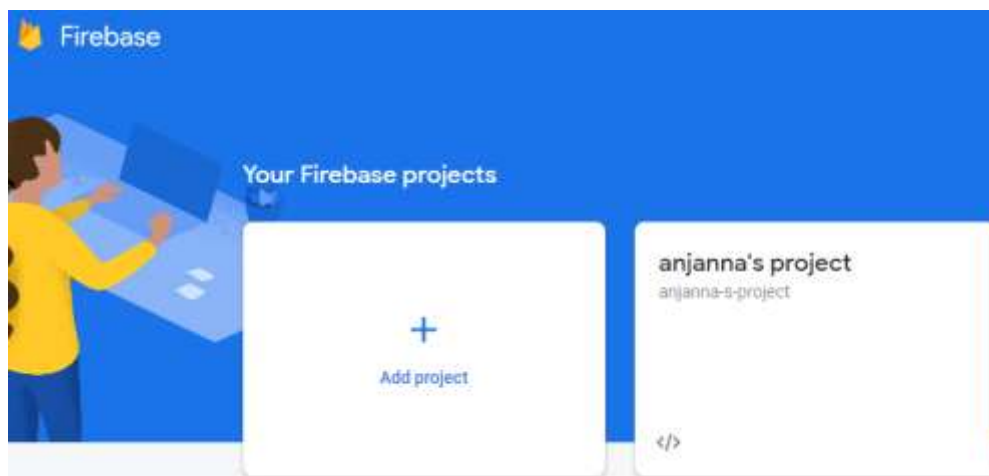 Firebase
Your Firebase projects
+
Add project
anjanna's project
anjanna-s-project
</>